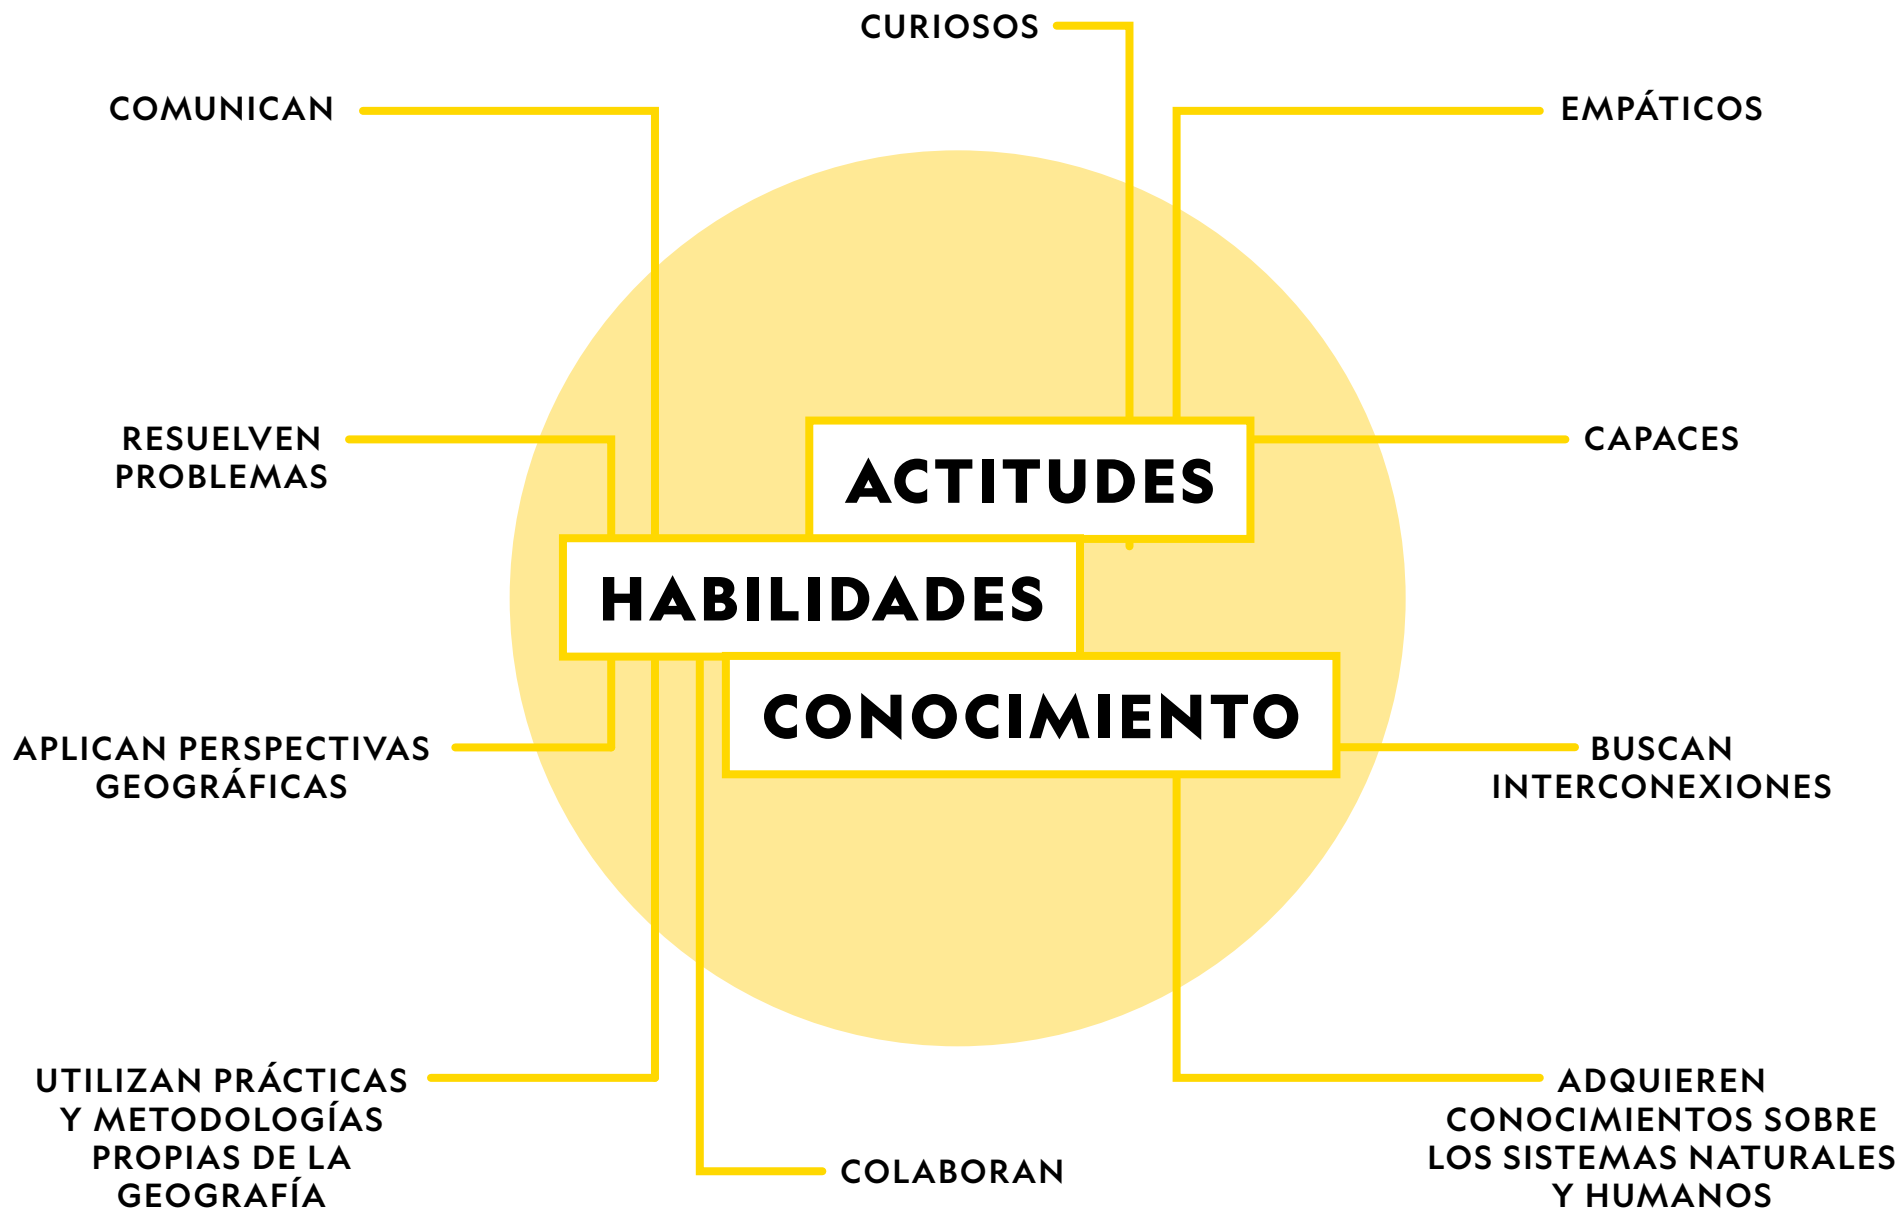 CURIOSOS
COMUNICAN
EMPÁTICOS
RESUELVEN
PROBLEMAS
CAPACES
ACTITUDES
HABILIDADES
CONOCIMIENTO
APLICAN PERSPECTIVAS
GEOGRÁFICAS
BUSCAN
INTERCONEXIONES
UTILIZAN PRÁCTICAS
Y METODOLOGÍAS
PROPIAS DE LA
GEOGRAFÍA
COLABORAN
ADQUIEREN
CONOCIMIENTOS SOBRE
LOS SISTEMAS NATURALES
Y HUMANOS